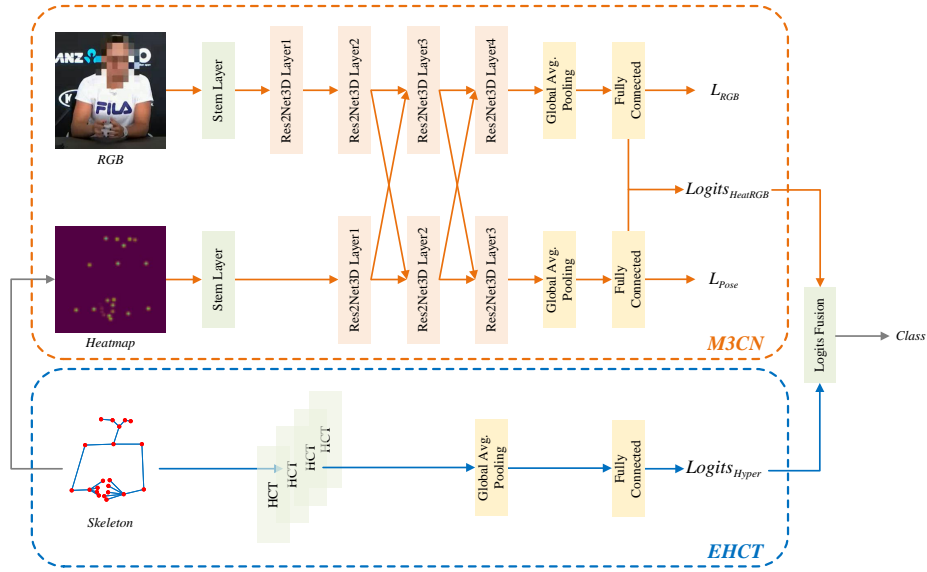 ANZ
FILA
RGB
Stem Layer
Res2Net3D Layer1
Res2Net3D Layer2
Res2Net3D Layer3
Res2Net3D Layer4
Global Avg.
Pooling
Fully
Connected
L_RGB
Logits_HeatRGB
Heatmap
Stem Layer
Res2Net3D Layer1
Res2Net3D Layer2
Res2Net3D Layer3
Global Avg.
Pooling
Fully
Connected
L_Pose
M3CN
Logits Fusion
Class
Skeleton
HCT
HCT
HCT
HCT
Global Avg.
Pooling
Fully
Connected
Logits_Hyper
EHCT